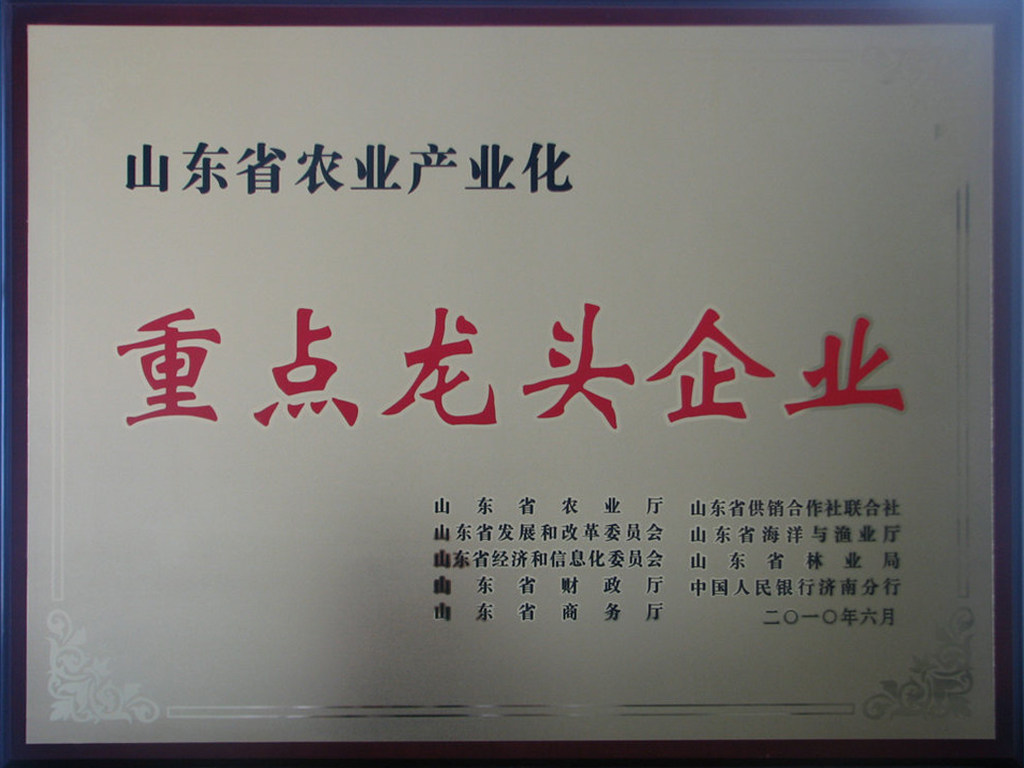 山东省农业产业化
重点龙头企业
山东省农业厅 山东省供销合作社联合社
山东省发展和改革委员会 山东省海洋与渔业厅
山东省经济和信息化委员会 山东省林业局
山东省财政厅 中国人民银行济南分行
山东省商务厅 二〇一〇年六月